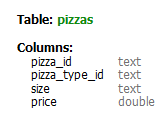 Table: pizzas
Columns:
pizza_id text
pizza_type_id text
size text
price double